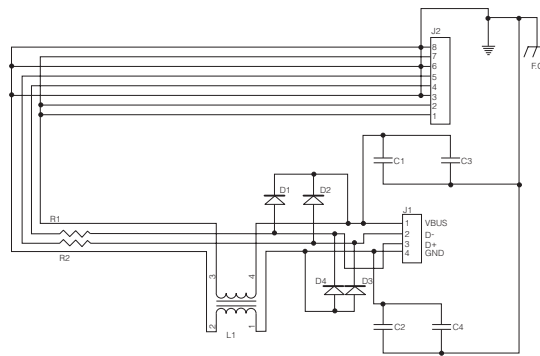 J2
8
7
6
5
4
3
2
1
F.G
C1
C3
D1
D2
J1
1 VBUS
2 D-
3 D+
4 GND
R1
R2
3
4
D4
D3
2
1
L1
C2
C4